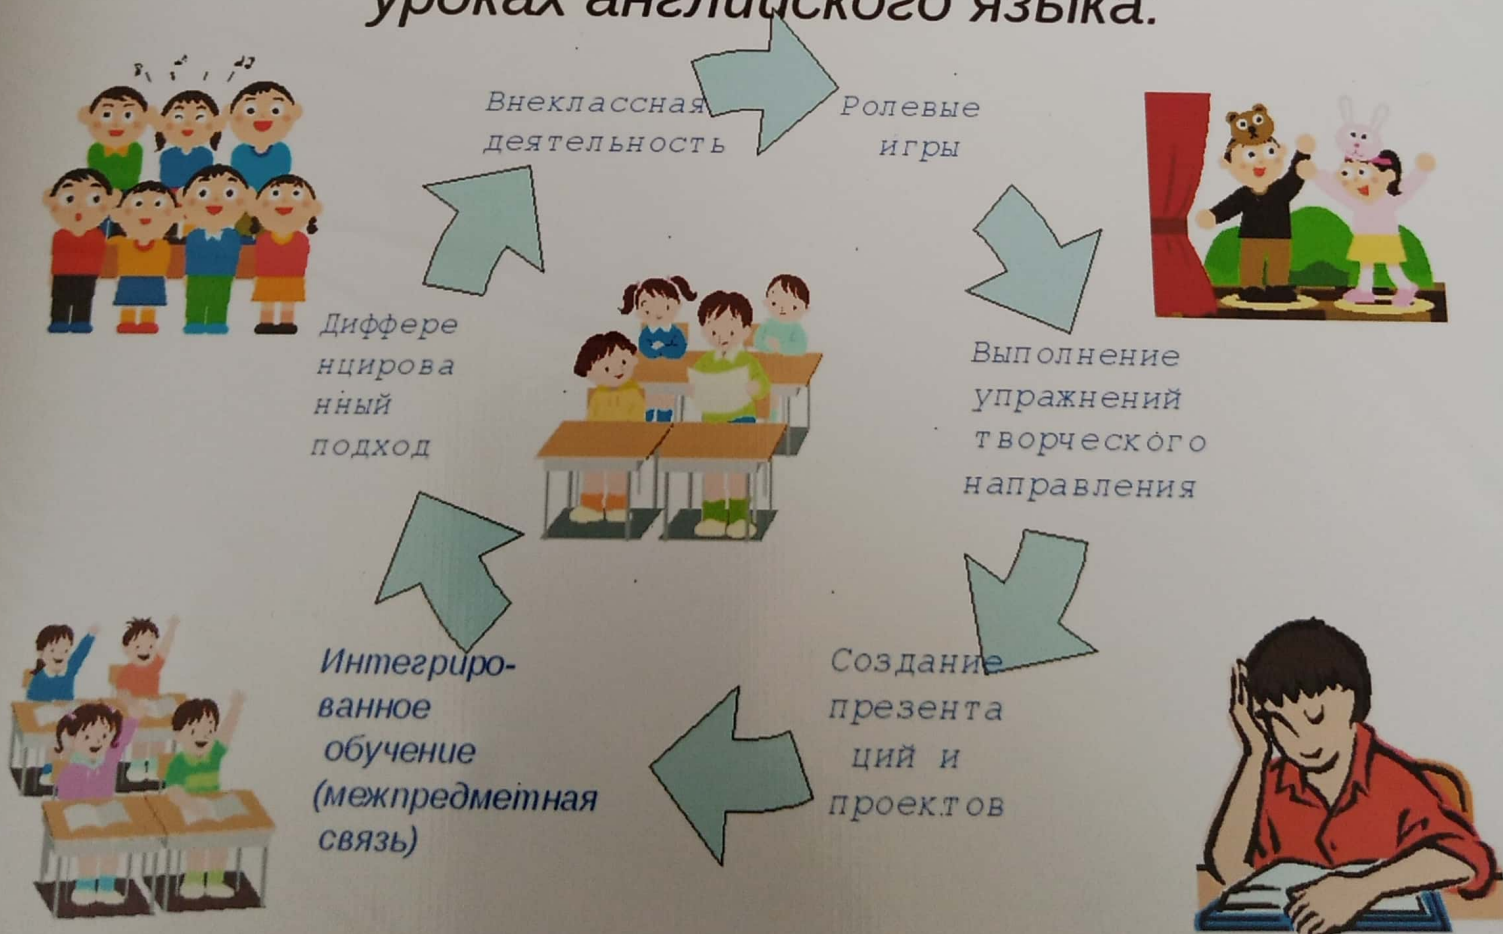 уроках английского языка.
Внеклассная
деятельность
Ролевые
игры
Выполнение
упражнений
творческого
направления
Создание
презента
ций и
проектов
Интегриро-
ванное
обучение
(межпредметная
связь)
Диффере
нцирова
нный
подход